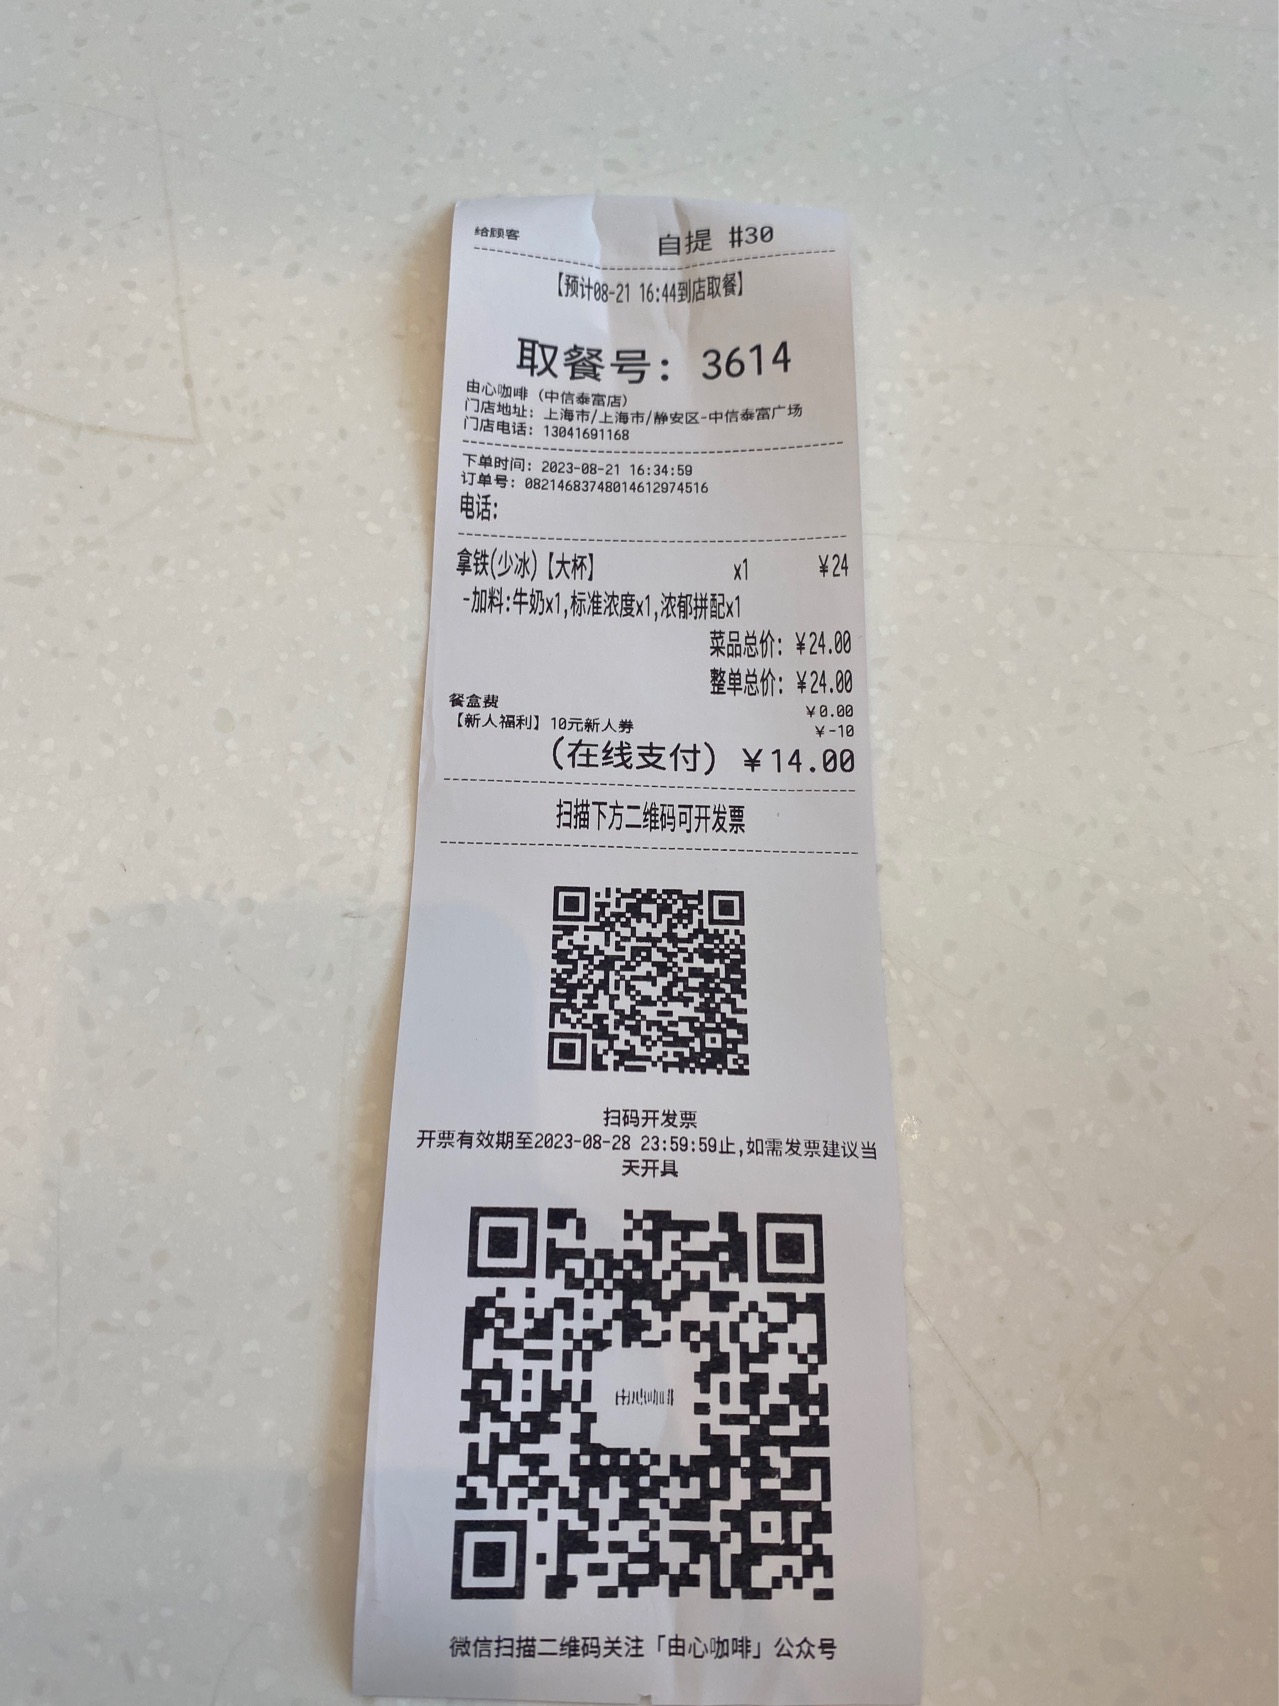 给顾客 自提 #30
【预计08-21 16:44到店取餐】
取餐号：3614
由心咖啡（中信泰富店）
门店地址：上海市/上海市/静安区-中信泰富广场
门店电话：13041691168
下单时间：2023-08-21 16:34:59
订单号：08214683748014612974516
电话：
拿铁(少冰)【大杯】 x1 ￥24
-加料：牛奶x1,标准浓度x1,浓郁拼配x1
菜品总价：￥24.00
整单总价：￥24.00
餐盒费 ￥0.00
【新人福利】10元新人券 ￥-10
（在线支付）￥14.00
扫描下方二维码可开发票
扫码开发票
开票有效期至2023-08-28 23:59:59止,如需发票建议当
天开具
由心咖啡
微信扫描二维码关注「由心咖啡」公众号